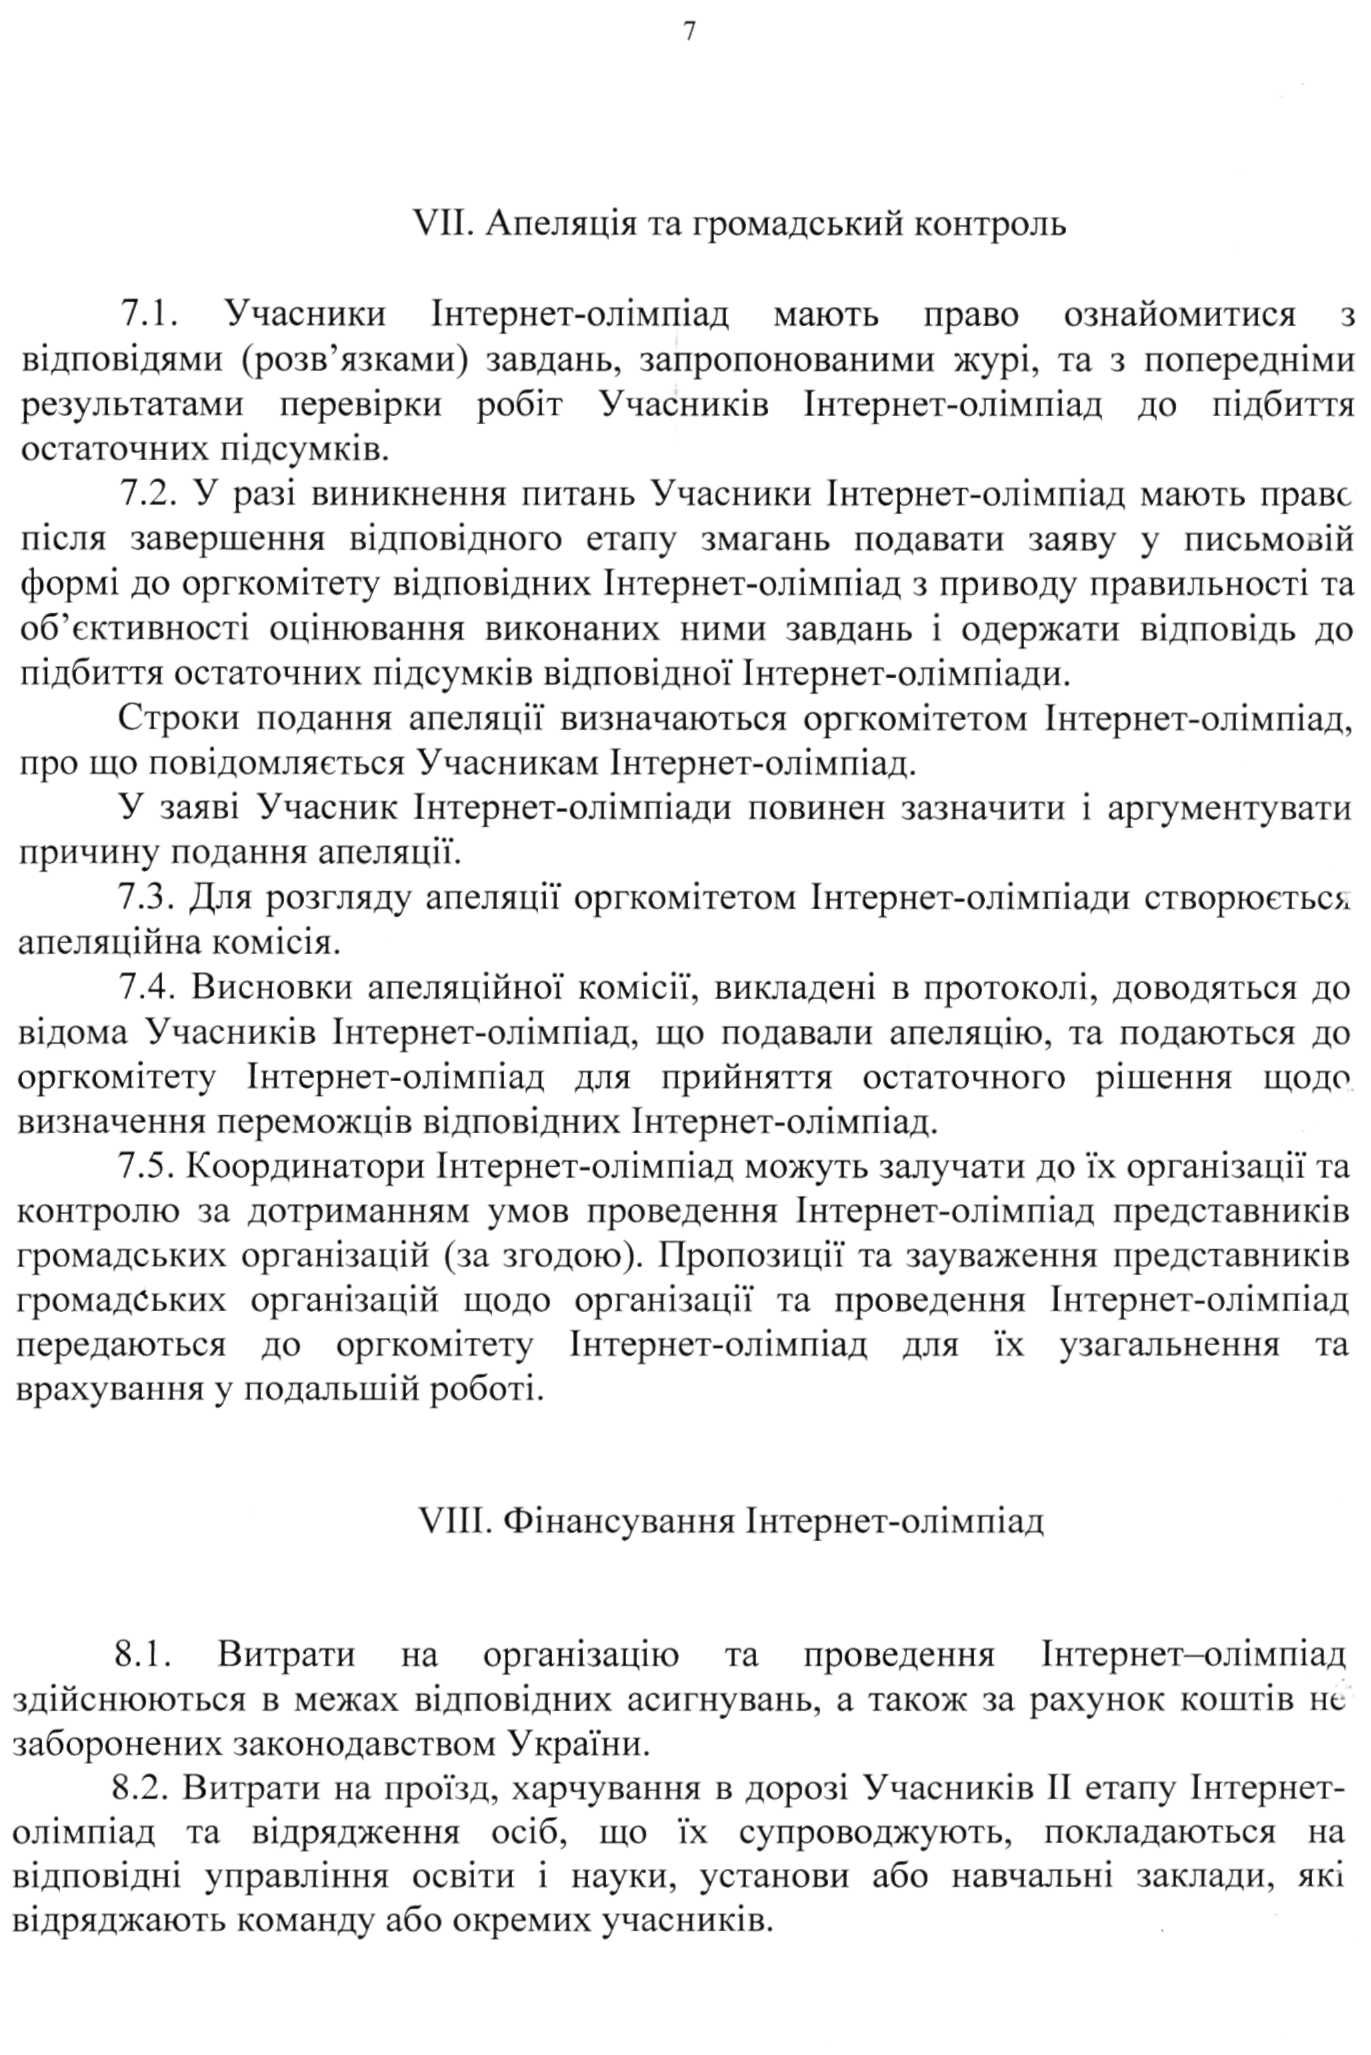 7
VII. Апеляція та громадський контроль
7.1. Учасники Інтернет-олімпіад мають право ознайомитися з
відповідями (розв’язками) завдань, запропонованими журі, та з попередніми
результатами перевірки робіт Учасників Інтернет-олімпіад до підбиття
остаточних підсумків.
7.2. У разі виникнення питань Учасники Інтернет-олімпіад мають право
після завершення відповідного етапу змагань подавати заяву у письмовій
формі до оргкомітету відповідних Інтернет-олімпіад з приводу правильності та
об’єктивності оцінювання виконаних ними завдань і одержати відповідь до
підбиття остаточних підсумків відповідної Інтернет-олімпіади.
Строки подання апеляції визначаються оргкомітетом Інтернет-олімпіад,
про що повідомляється Учасникам Інтернет-олімпіад.
У заяві Учасник Інтернет-олімпіади повинен зазначити і аргументувати
причину подання апеляції.
7.3. Для розгляду апеляції оргкомітетом Інтернет-олімпіади створюється
апеляційна комісія.
7.4. Висновки апеляційної комісії, викладені в протоколі, доводяться до
відома Учасників Інтернет-олімпіад, що подавали апеляцію, та подаються до
оргкомітету Інтернет-олімпіад для прийняття остаточного рішення щодо
визначення переможців відповідних Інтернет-олімпіад.
7.5. Координатори Інтернет-олімпіад можуть залучати до їх організації та
контролю за дотриманням умов проведення Інтернет-олімпіад представників
громадських організацій (за згодою). Пропозиції та зауваження представників
громадських організацій щодо організації та проведення Інтернет-олімпіад
передаються до оргкомітету Інтернет-олімпіад для їх узагальнення та
врахування у подальшій роботі.
VIII. Фінансування Інтернет-олімпіад
8.1. Витрати на організацію та проведення Інтернет–олімпіад
здійснюються в межах відповідних асигнувань, а також за рахунок коштів не
заборонених законодавством України.
8.2. Витрати на проїзд, харчування в дорозі Учасників ІІ етапу Інтернет-
олімпіад та відрядження осіб, що їх супроводжують, покладаються на
відповідні управління освіти і науки, установи або навчальні заклади, які
відряджають команду або окремих учасників.